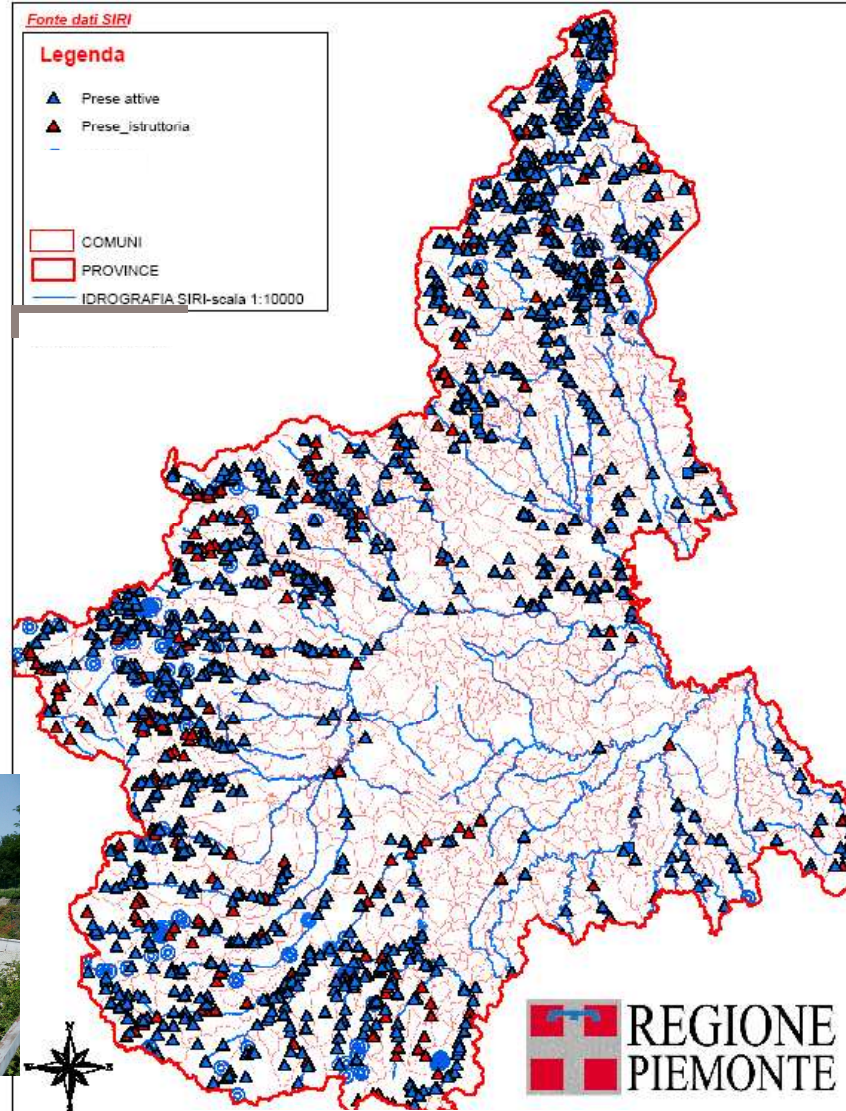 Fonte dati SIRI
Legenda
Prese attive
Prese_istruttoria
COMUNI
PROVINCE
IDROGRAFIA SIRI-scala 1:10000
REGIONE
PIEMONTE